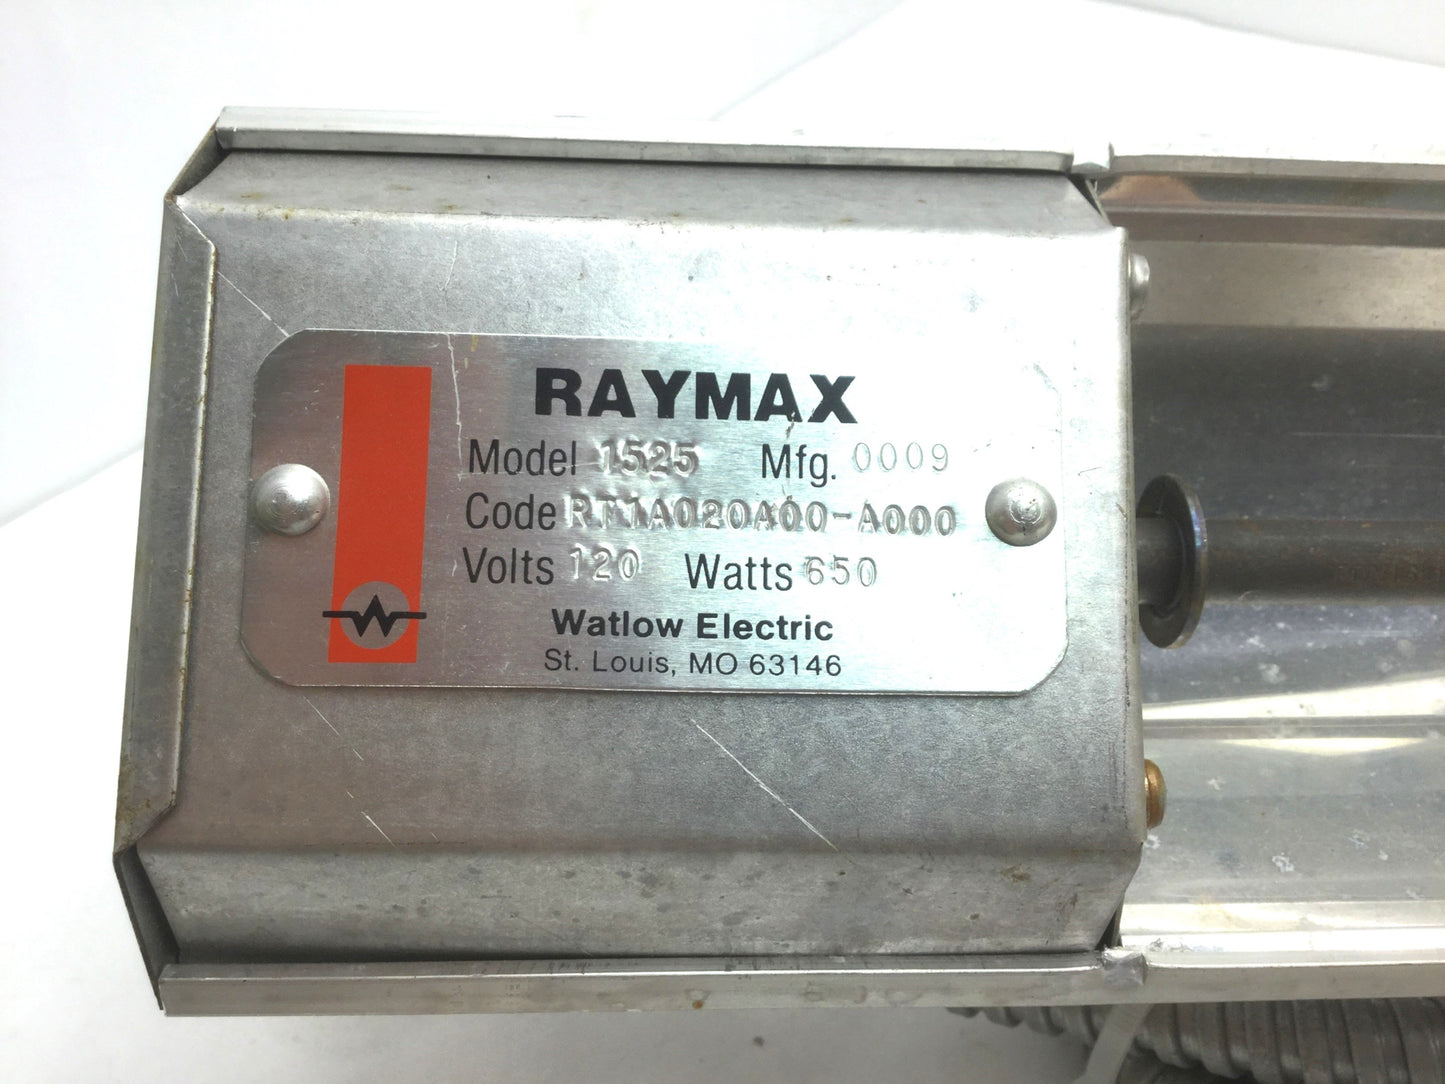 RAYMAX
Model 1525 Mfg. 0009
Code RT1A020A00-A000
Volts 120 Watts 650
Watlow Electric
St. Louis, MO 63146